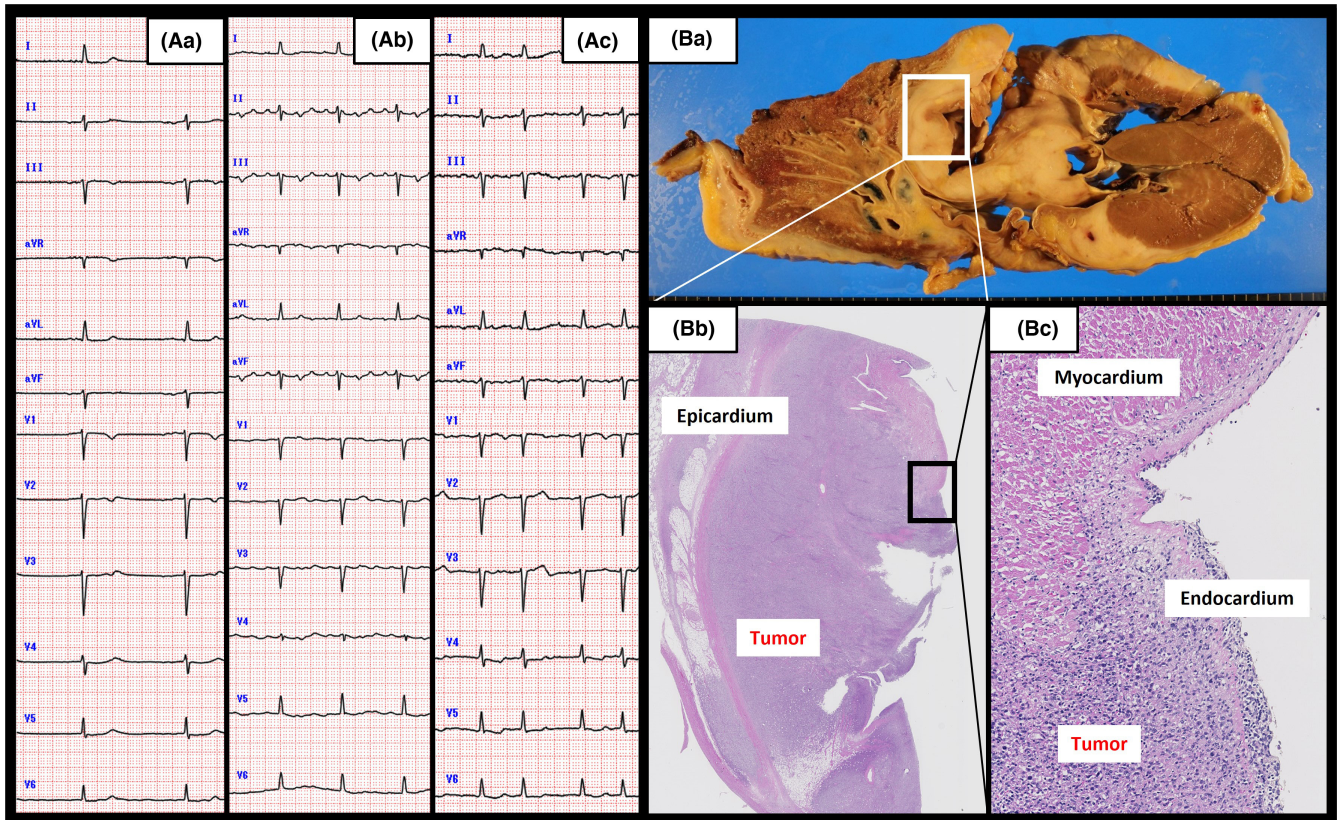 (Aa)
I
II
III
aVR
aVL
aVF
V1
V2
V3
V4
V5
V6
(Ab)
I
II
III
aVR
aVL
aVF
V1
V2
V3
V4
V5
V6
(Ac)
I
II
III
aVR
aVL
aVF
V1
V2
V3
V4
V5
V6
(Ba)
(Bb)
Epicardium
Tumor
(Bc)
Myocardium
Endocardium
Tumor